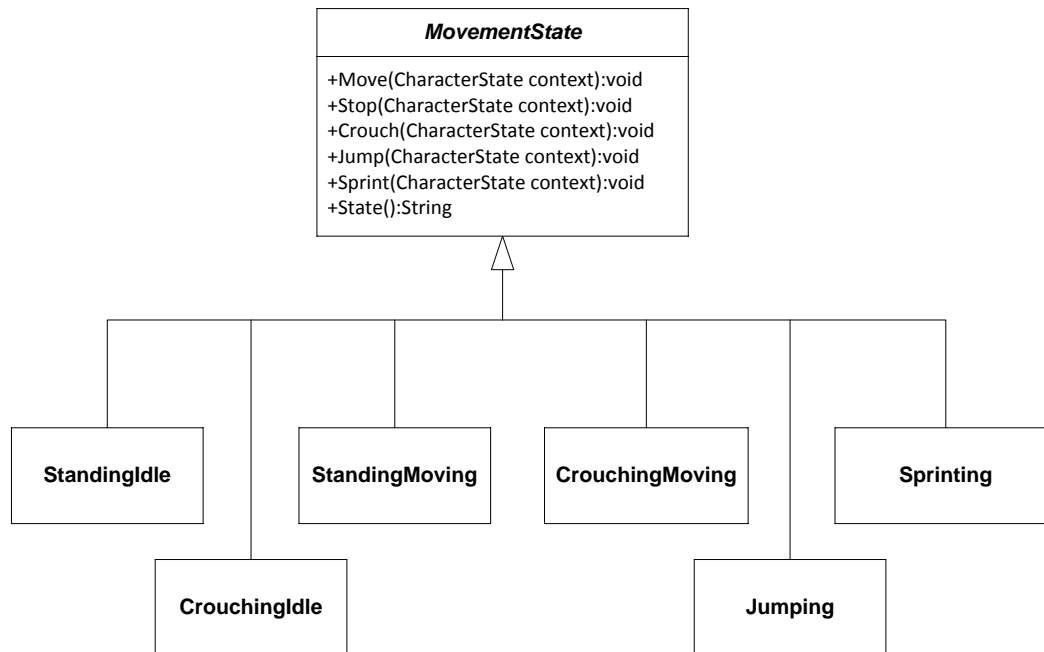 MovementState
+Move(CharacterState context):void
+Stop(CharacterState context):void
+Crouch(CharacterState context):void
+Jump(CharacterState context):void
+Sprint(CharacterState context):void
+State():String
StandingIdle
StandingMoving
CrouchingMoving
Sprinting
CrouchingIdle
Jumping